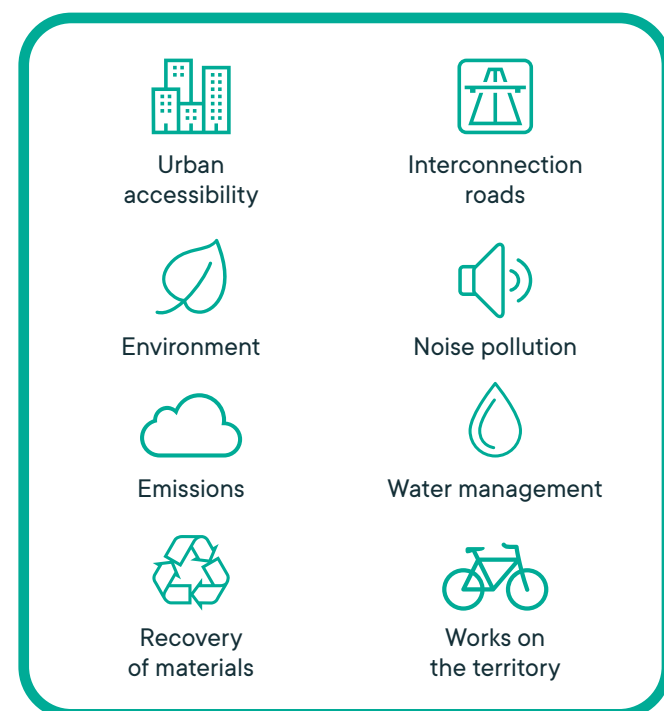 Urban
accessibility
Interconnection
roads
Environment
Noise pollution
Emissions
Water management
Recovery
of materials
Works on
the territory